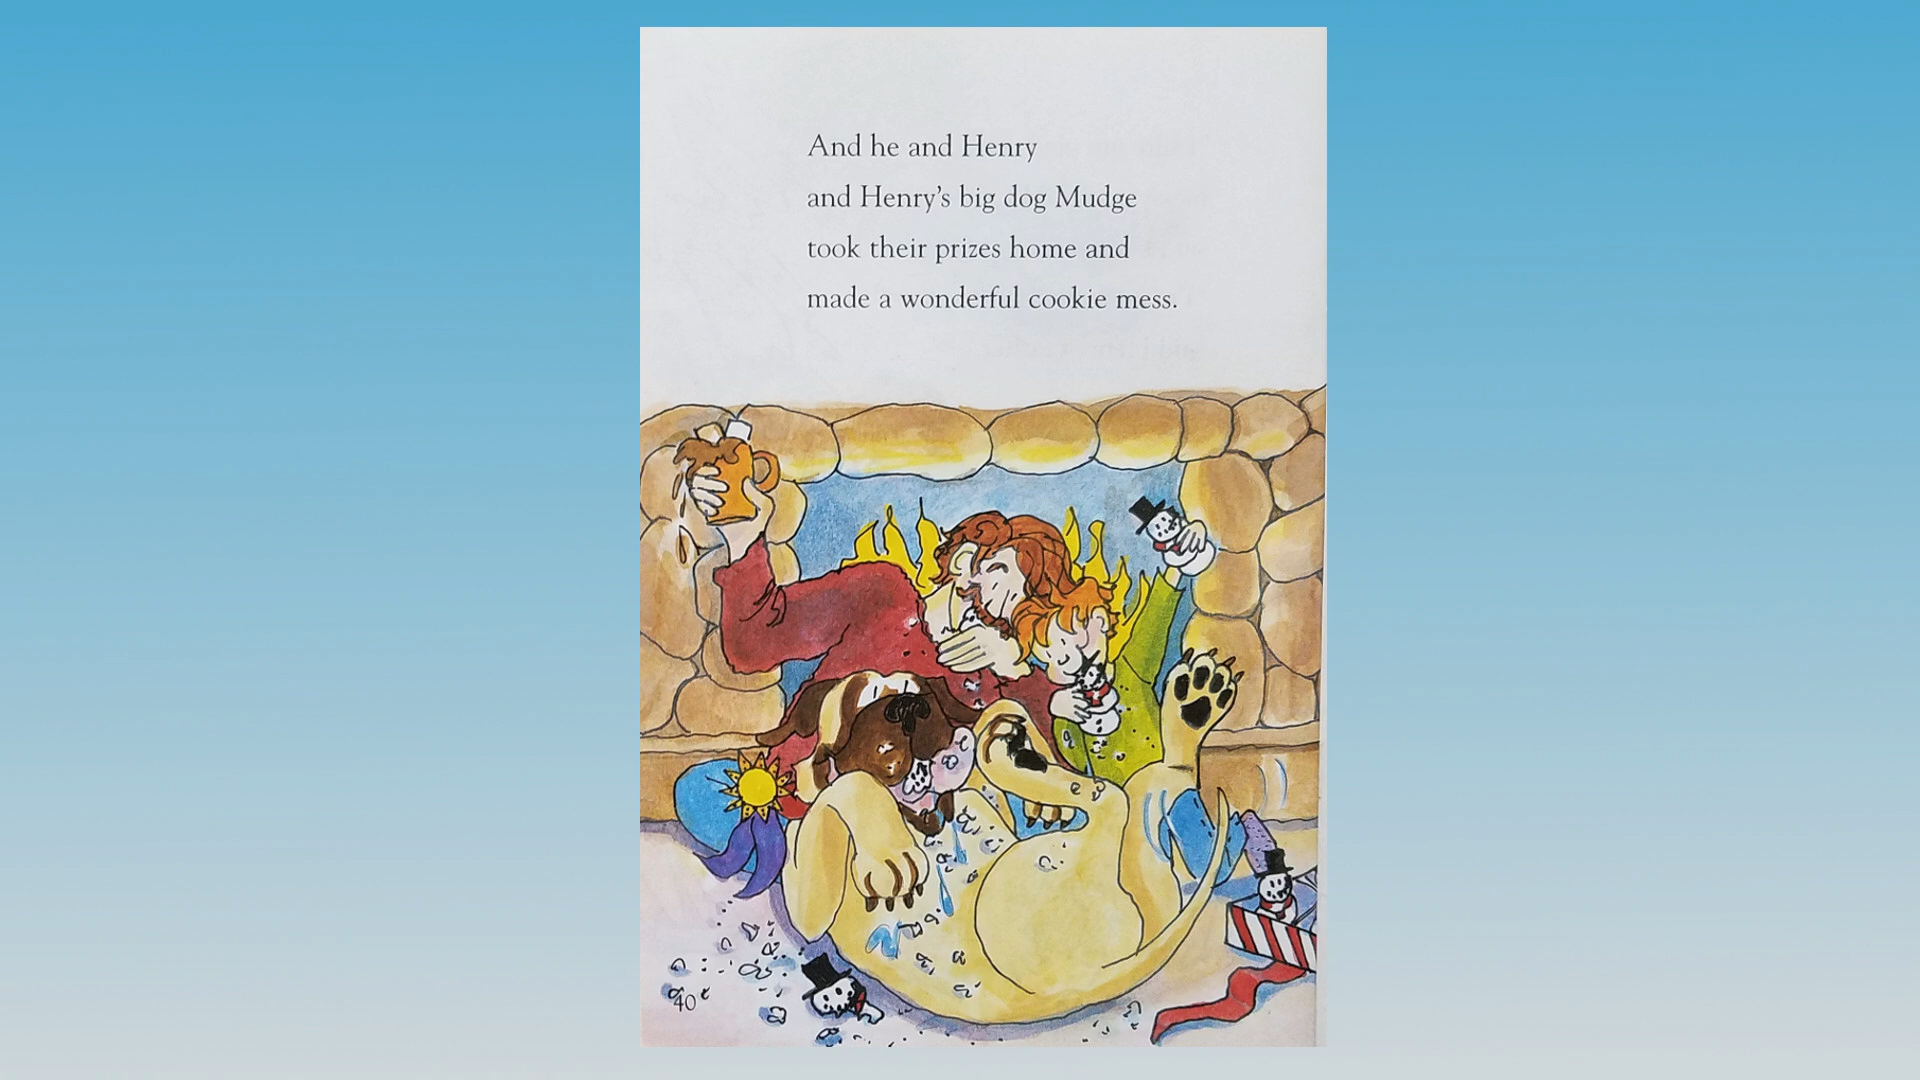 And he and Henry
and Henry's big dog Mudge
took their prizes home and
made a wonderful cookie mess.
40